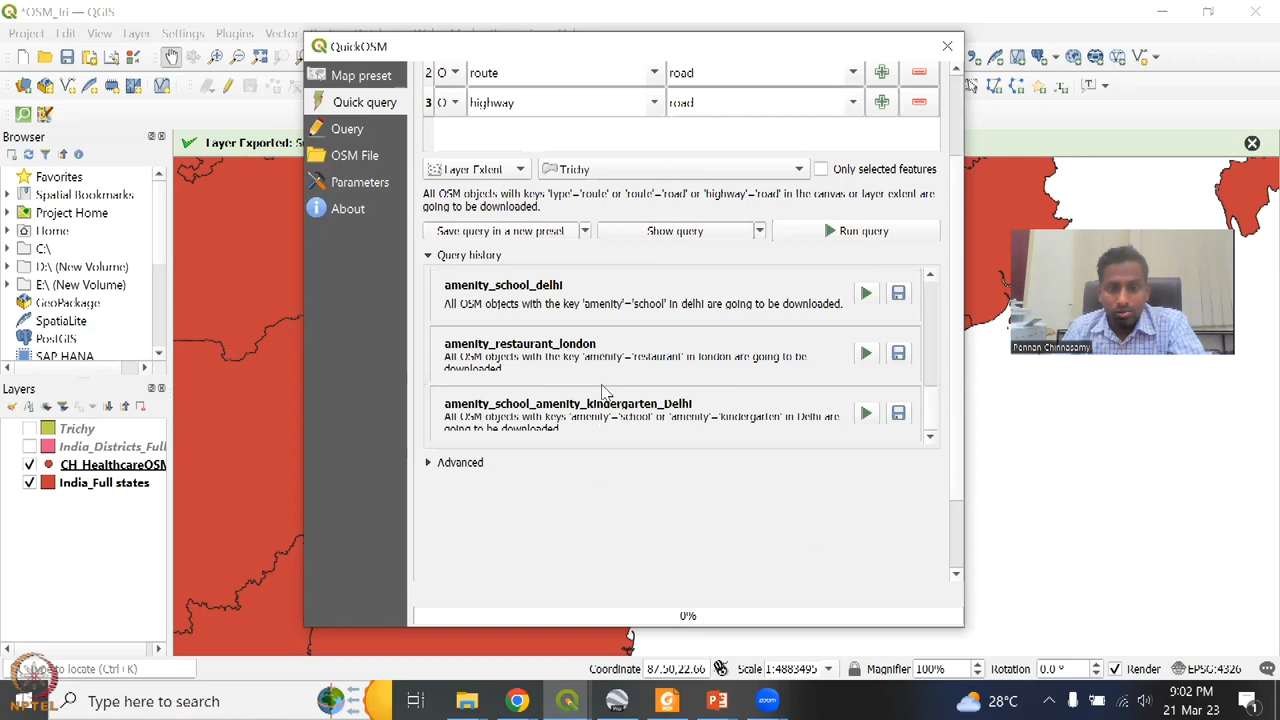 *OSM_tri — QGIS
Project Edit View Layer Settings Plugins Vector
QuickOSM
Map preset
Quick query
Query
OSM File
Parameters
About
2 O route road
3 O highway road
Layer Extent Trichy Only selected features
All OSM objects with keys 'type'='route' or 'route'='road' or 'highway'='road' in the canvas or layer extent are
going to be downloaded.
Save query in a new preset Show query Run query
Query history
amenity_school_delhi
All OSM objects with the key 'amenity'='school' in delhi are going to be downloaded.
amenity_restaurant_london
All OSM objects with the key 'amenity'='restaurant' in london are going to be
downloaded.
amenity_school_amenity_kindergarten_Delhi
All OSM objects with keys 'amenity'='school' or 'amenity'='kindergarten' in Delhi are
going to be downloaded.
Advanced
0%
Layer Exported: S
Browser
Favorites
Spatial Bookmarks
Project Home
Home
C:\
D:\ (New Volume)
E:\ (New Volume)
GeoPackage
SpatiaLite
PostGIS
SAP HANA
Layers
Trichy
India_Districts_Full
CH_HealthcareOSM
India_Full states
Pennan Chinnasamy
to locate (Ctrl+K)
Coordinate 87.50,22.66 Scale 1:4883495 Magnifier 100% Rotation 0.0 ° Render EPSG:4326
NPTEL
Type here to search
28°C
9:02 PM
21 Mar 23
1